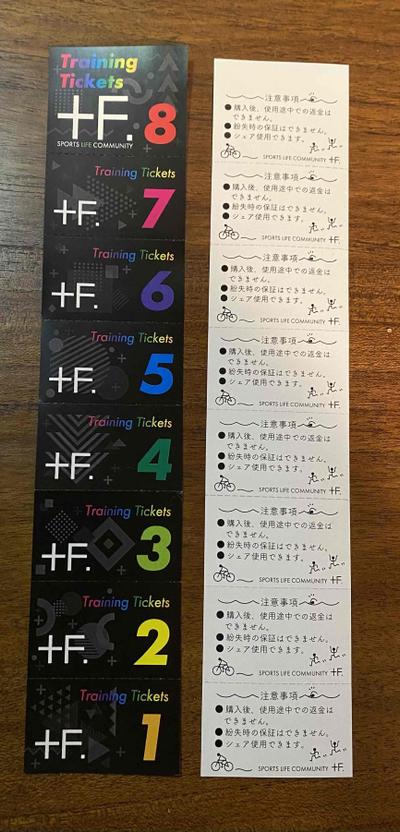 Training
Tickets
+F.
8
SPORTS LIFE COMMUNITY
Training Tickets
+F.
7
Training Tickets
+F.
6
Training Tickets
+F.
5
Training Tickets
+F.
4
Training Tickets
+F.
3
Training Tickets
+F.
2
Training Tickets
+F.
1
注意事項
●購入後、使用途中での返金は
できません。
●紛失時の保証はできません。
●シェア使用できます。
SPORTS LIFE COMMUNITY +F.
注意事項
●購入後、使用途中での返金は
できません。
●紛失時の保証はできません。
●シェア使用できます。
SPORTS LIFE COMMUNITY +F.
注意事項
●購入後、使用途中での返金は
できません。
●紛失時の保証はできません。
●シェア使用できます。
SPORTS LIFE COMMUNITY +F.
注意事項
●購入後、使用途中での返金は
できません。
●紛失時の保証はできません。
●シェア使用できます。
SPORTS LIFE COMMUNITY +F.
注意事項
●購入後、使用途中での返金は
できません。
●紛失時の保証はできません。
●シェア使用できます。
SPORTS LIFE COMMUNITY +F.
注意事項
●購入後、使用途中での返金は
できません。
●紛失時の保証はできません。
●シェア使用できます。
SPORTS LIFE COMMUNITY +F.
注意事項
●購入後、使用途中での返金は
できません。
●紛失時の保証はできません。
●シェア使用できます。
SPORTS LIFE COMMUNITY +F.
注意事項
●購入後、使用途中での返金は
できません。
●紛失時の保証はできません。
●シェア使用できます。
SPORTS LIFE COMMUNITY +F.